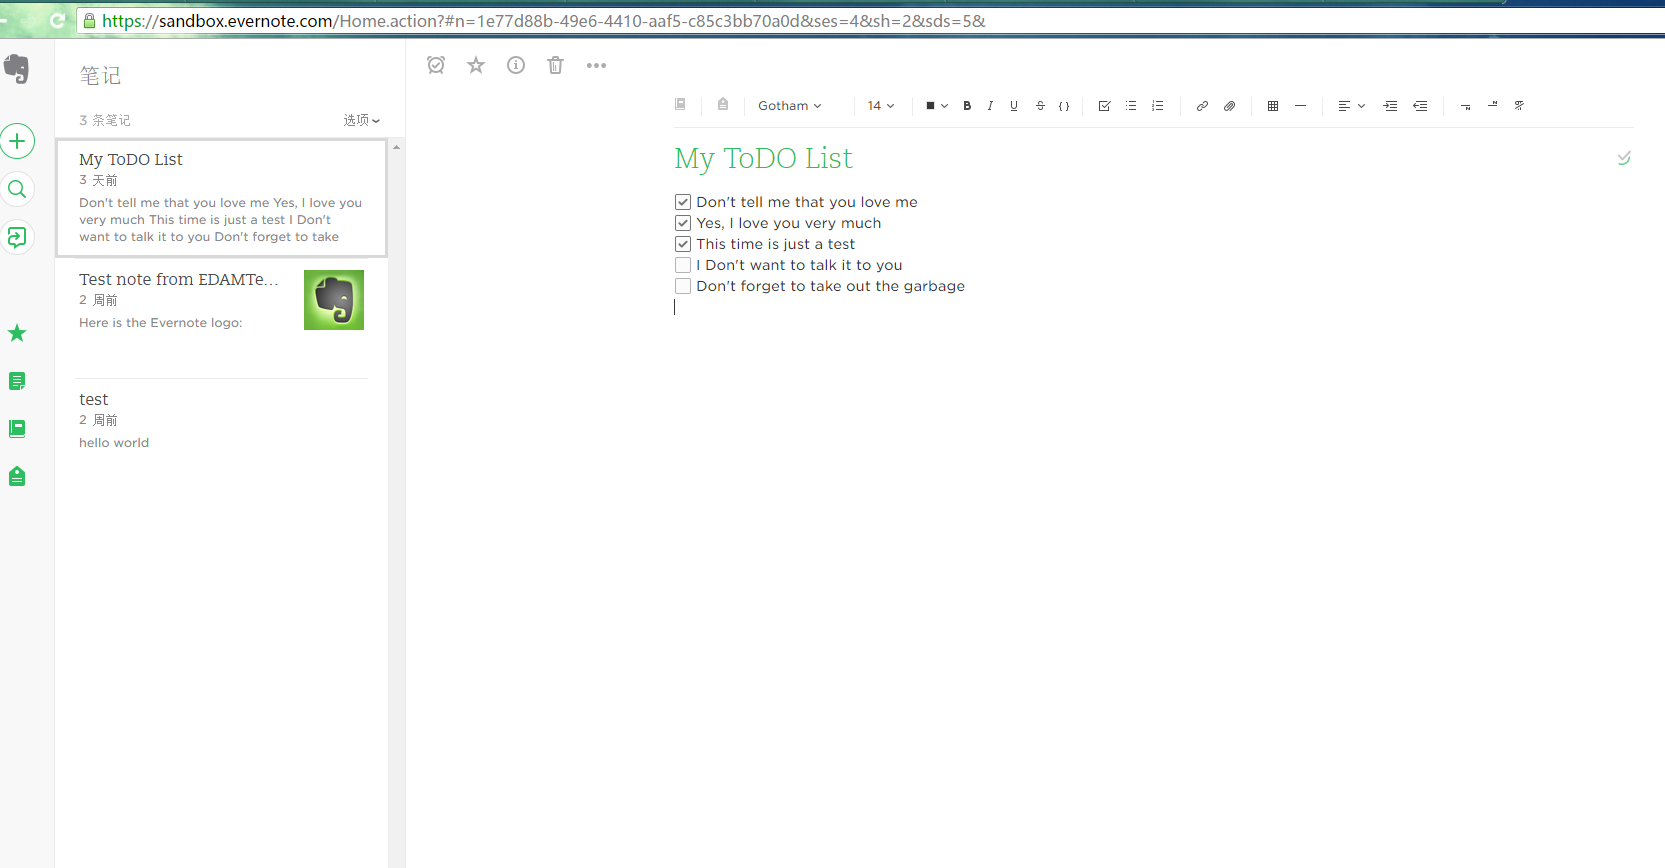 https://sandbox.evernote.com/Home.action?#n=1e77d88b-49e6-4410-aaf5-c85c3bb70a0d&ses=4&sh=2&sds=5&
笔记
3 条笔记
选项
My ToDO List
3 天前
Don't tell me that you love me Yes, I love you
very much This time is just a test I Don't
want to talk it to you Don't forget to take
Test note from EDAMTe...
2 周前
Here is the Evernote logo:
test
2 周前
hello world
Gotham 14 B I U S { }
My ToDO List
Don't tell me that you love me
Yes, I love you very much
This time is just a test
I Don't want to talk it to you
Don't forget to take out the garbage